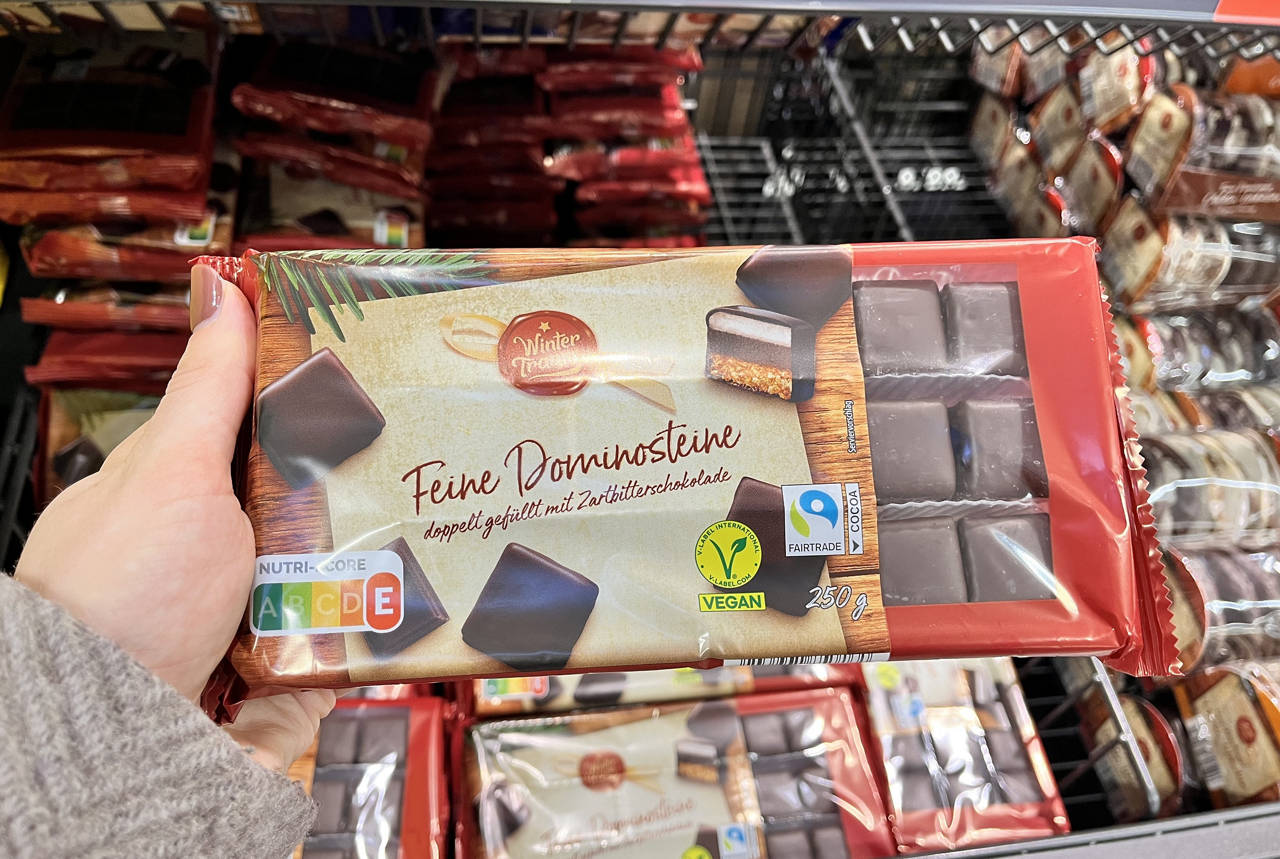 Winter
Traum
Feine Dominosteine
doppelt gefüllt mit Zartbitterschokolade
Serviervorschlag
NUTRI-SCORE
A B C D E
V-LABEL INTERNATIONAL
V-LABEL.COM
VEGAN
FAIRTRADE
COCOA
250 g